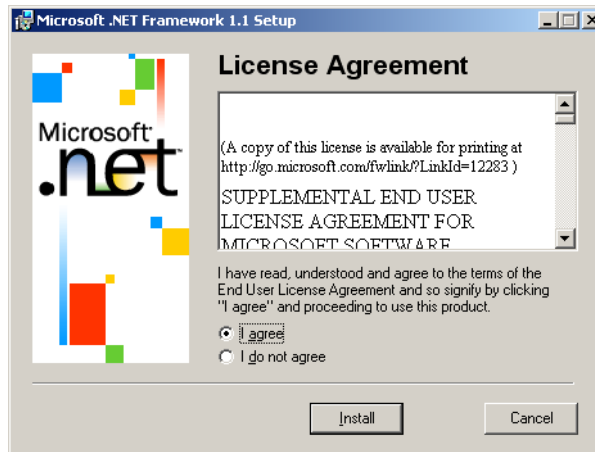 Microsoft .NET Framework 1.1 Setup
License Agreement
Microsoft
.net
(A copy of this license is available for printing at
http://go.microsoft.com/fwlink/?LinkId=12283 )
SUPPLEMENTAL END USER
LICENSE AGREEMENT FOR
MICROSOFT SOFTWARE
I have read, understood and agree to the terms of the
End User License Agreement and so signify by clicking
"I agree" and proceeding to use this product.
I agree
I do not agree
Install
Cancel